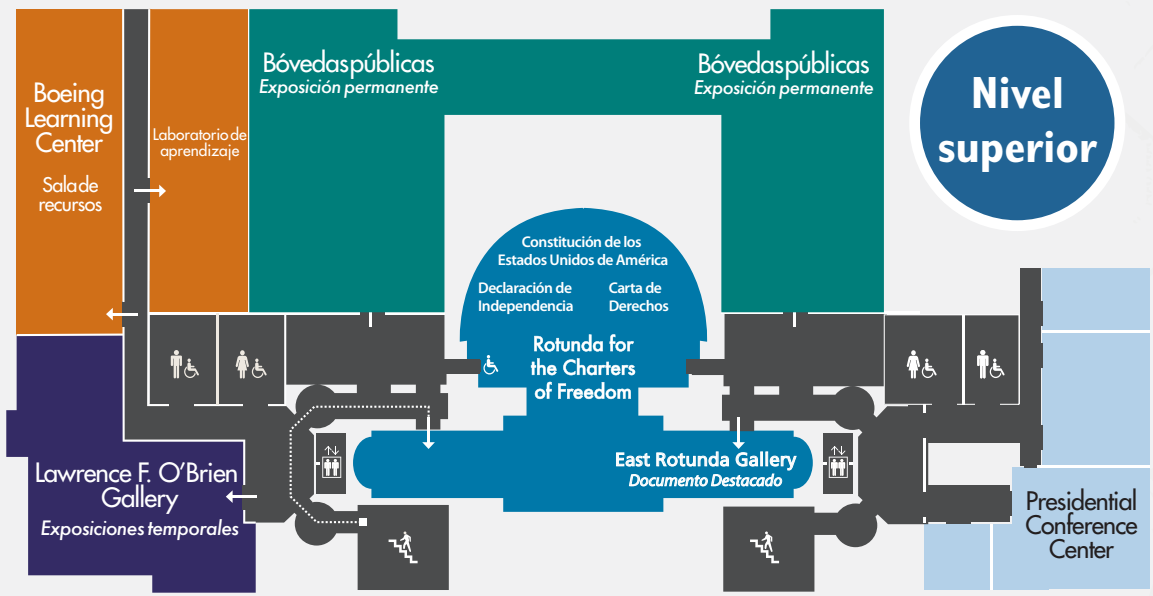 Nivel
superior
Boeing
Learning
Center
Sala de
recursos
Laboratorio de
aprendizaje
Bóvedas públicas
Exposición permanente
Bóvedas públicas
Exposición permanente
Constitución de los
Estados Unidos de América
Declaración de
Independencia
Carta de
Derechos
Rotunda for
the Charters
of Freedom
East Rotunda Gallery
Documento Destacado
Lawrence F. O'Brien
Gallery
Exposiciones temporales
Presidential
Conference
Center